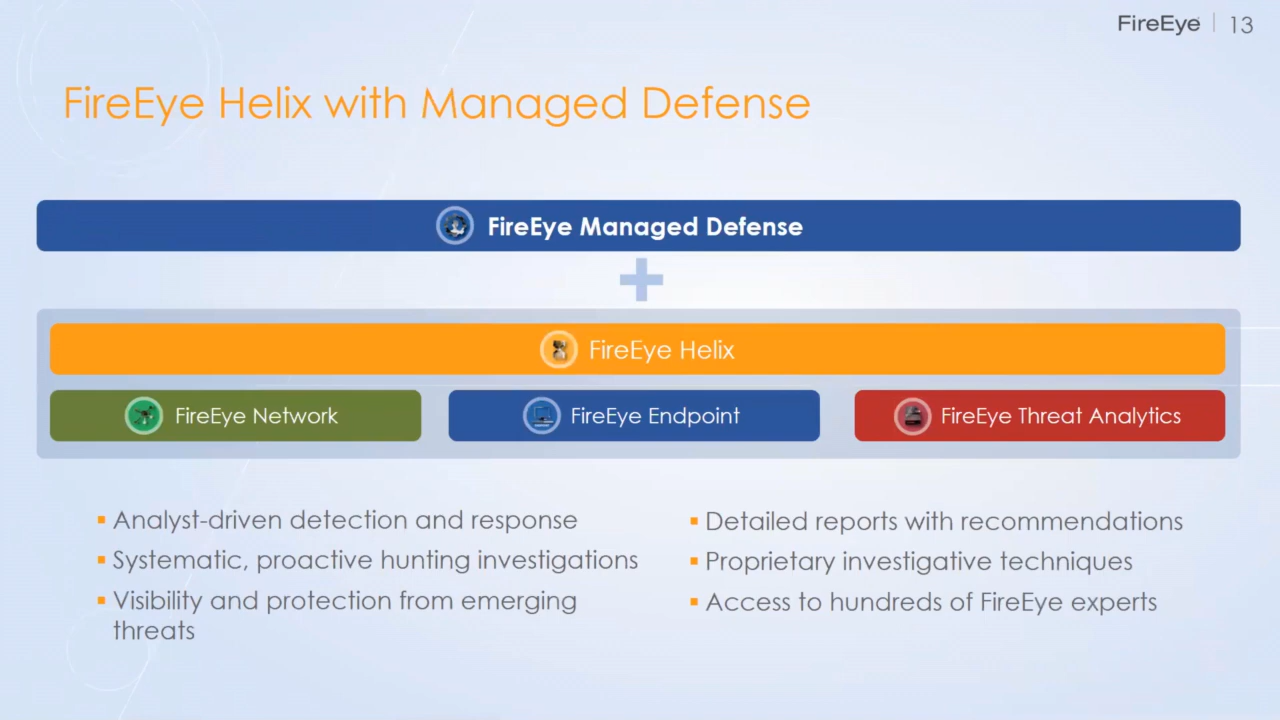 FireEye | 13
FireEye Helix with Managed Defense
FireEye Managed Defense
+
FireEye Helix
FireEye Network
FireEye Endpoint
FireEye Threat Analytics
▪ Analyst-driven detection and response
▪ Systematic, proactive hunting investigations
▪ Visibility and protection from emerging
threats
▪ Detailed reports with recommendations
▪ Proprietary investigative techniques
▪ Access to hundreds of FireEye experts